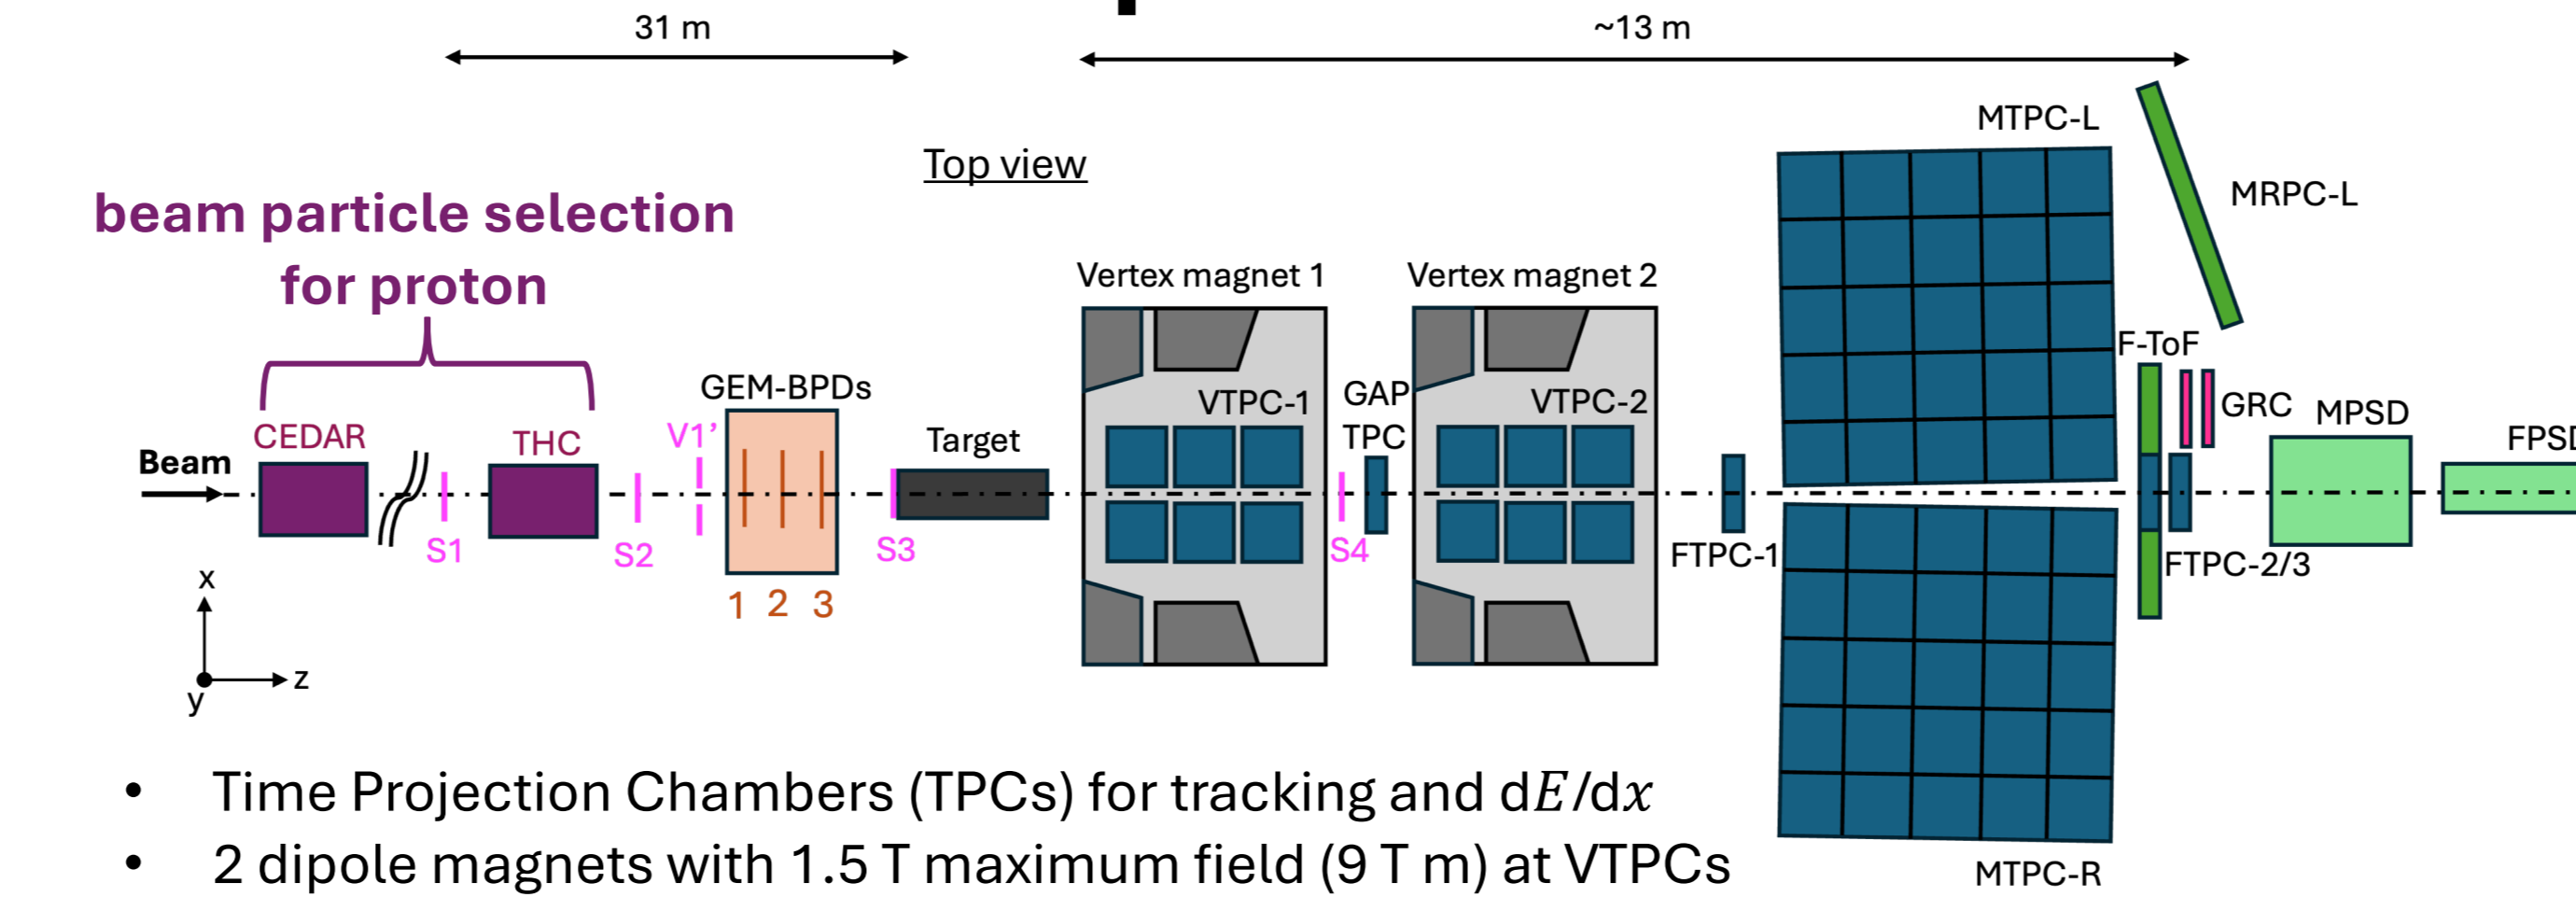 31 m
~13 m
Top view
MTPC-L
MRPC-L
beam particle selection
for proton
Vertex magnet 1
Vertex magnet 2
F-ToF
GEM-BPDs
VTPC-1
GAP
TPC
VTPC-2
GRC
MPSD
CEDAR
THC
V1’
Target
FPSD
Beam
S1
S2
S3
S4
FTPC-1
FTPC-2/3
1 2 3
x
y
z
• Time Projection Chambers (TPCs) for tracking and dE/dx
• 2 dipole magnets with 1.5 T maximum field (9 T m) at VTPCs
MTPC-R